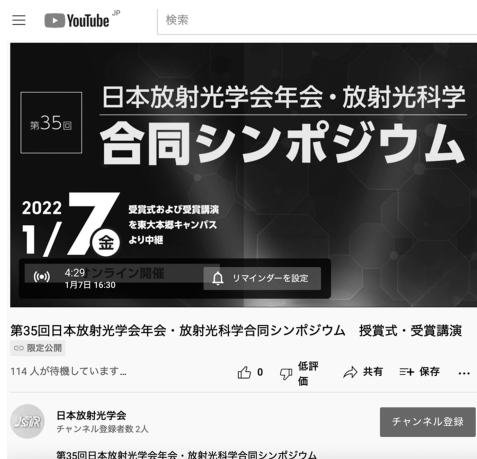 YouTube JP
検索
日本放射光学会年会・放射光科学
第35回
合同シンポジウム
2022
1/7金
受賞式および受賞講演
を東大本郷キャンパス
より中継
オンライン開催
4:29
1月7日 16:30
リマインダーを設定
第35回日本放射光学会年会・放射光科学合同シンポジウム 授賞式・受賞講演
限定公開
114 人が待機しています...
0
低評価
共有
保存
JSSRR
日本放射光学会
チャンネル登録者数 2人
チャンネル登録
第35回日本放射光学会年会・放射光科学合同シンポジウム